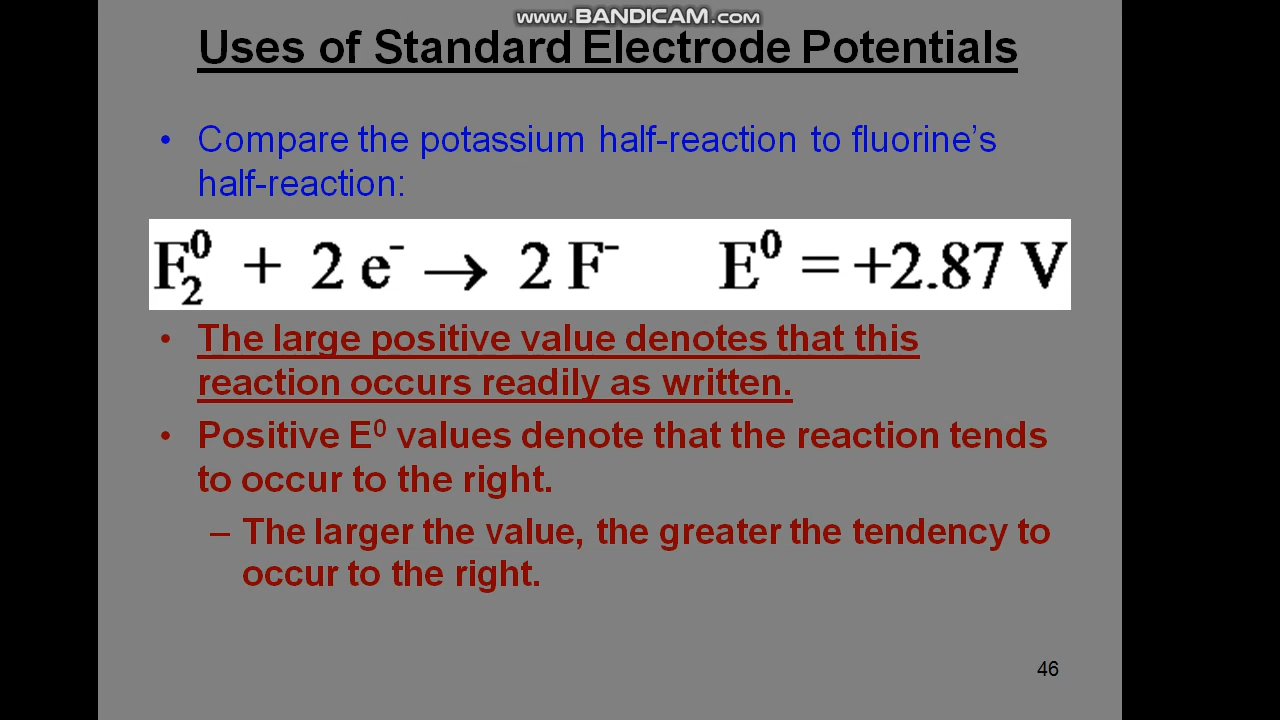 www.BANDICAM.com
Uses of Standard Electrode Potentials
• Compare the potassium half-reaction to fluorine’s
half-reaction:
F₂⁰ + 2 e⁻ → 2 F⁻ E⁰ = +2.87 V
• The large positive value denotes that this
reaction occurs readily as written.
• Positive E⁰ values denote that the reaction tends
to occur to the right.
– The larger the value, the greater the tendency to
occur to the right.
46